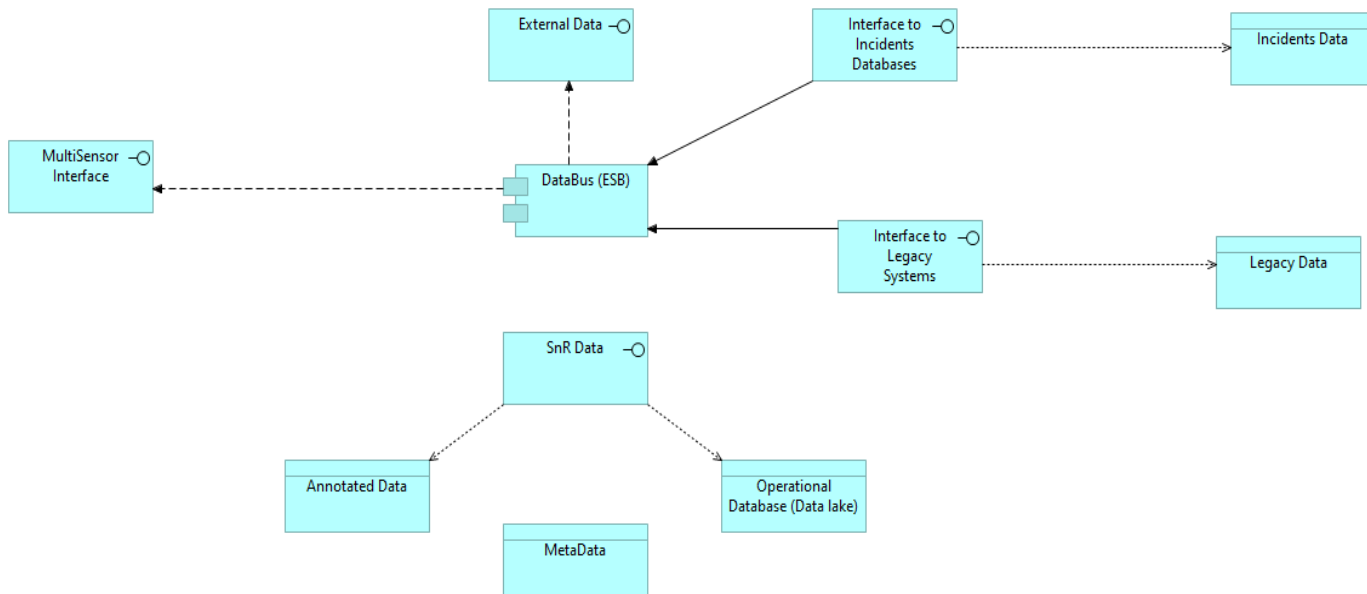 External Data
Interface to
Incidents
Databases
Incidents Data
MultiSensor
Interface
DataBus (ESB)
Interface to
Legacy
Systems
Legacy Data
SnR Data
Annotated Data
Operational
Database (Data lake)
MetaData